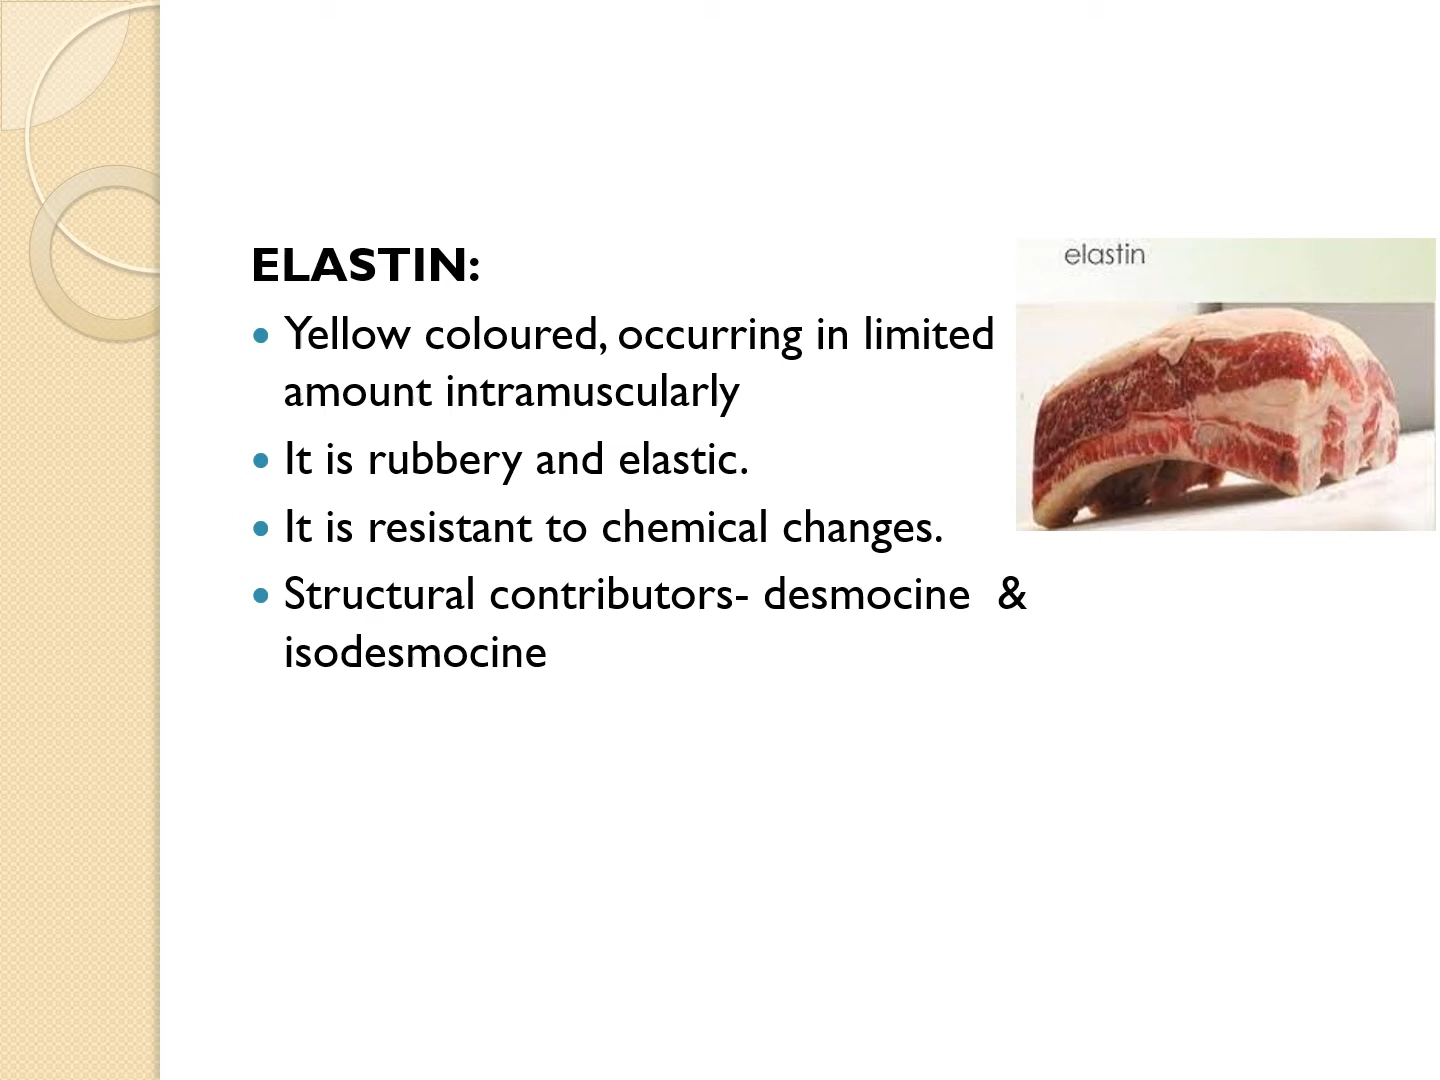 ELASTIN:
elastin
• Yellow coloured, occurring in limited
amount intramuscularly
• It is rubbery and elastic.
• It is resistant to chemical changes.
• Structural contributors- desmocine  &
isodesmocine